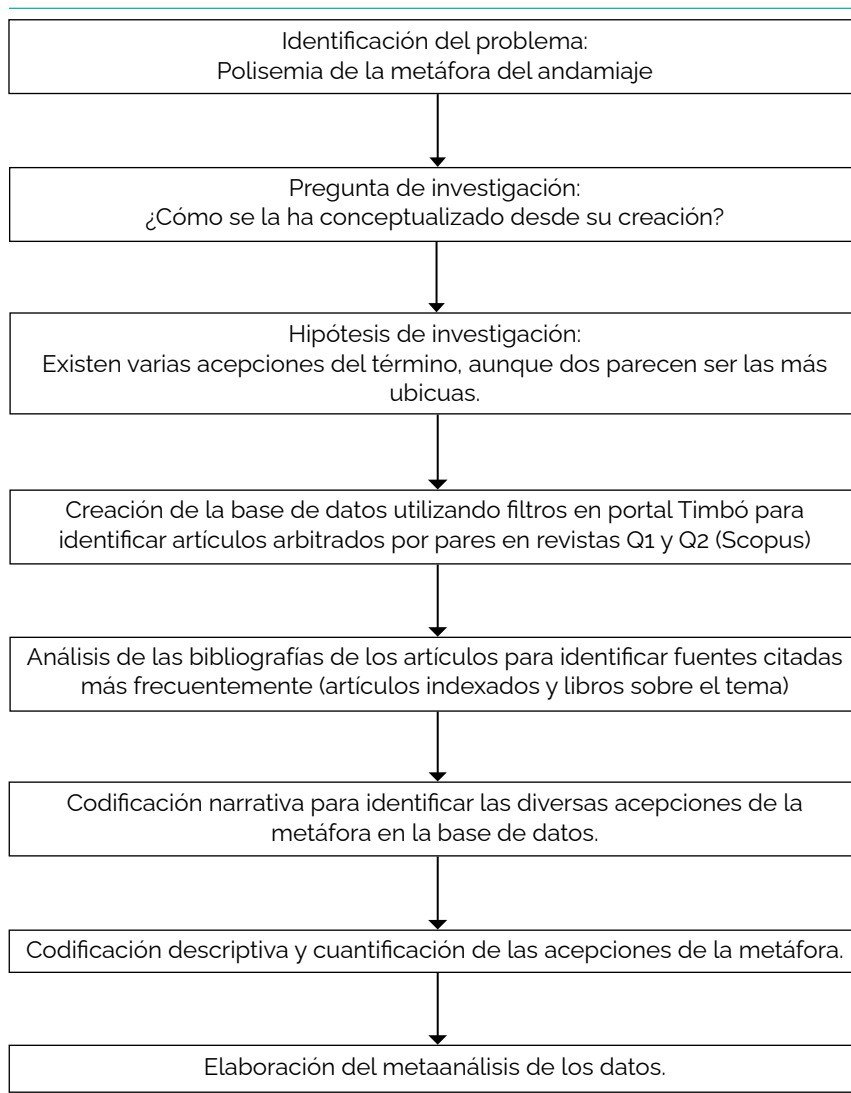 Identificación del problema:
Polisemia de la metáfora del andamiaje
Pregunta de investigación:
¿Cómo se la ha conceptualizado desde su creación?
Hipótesis de investigación:
Existen varias acepciones del término, aunque dos parecen ser las más
ubicuas.
Creación de la base de datos utilizando filtros en portal Timbó para
identificar artículos arbitrados por pares en revistas Q1 y Q2 (Scopus)
Análisis de las bibliografías de los artículos para identificar fuentes citadas
más frecuentemente (artículos indexados y libros sobre el tema)
Codificación narrativa para identificar las diversas acepciones de la
metáfora en la base de datos.
Codificación descriptiva y cuantificación de las acepciones de la metáfora.
Elaboración del metaanálisis de los datos.